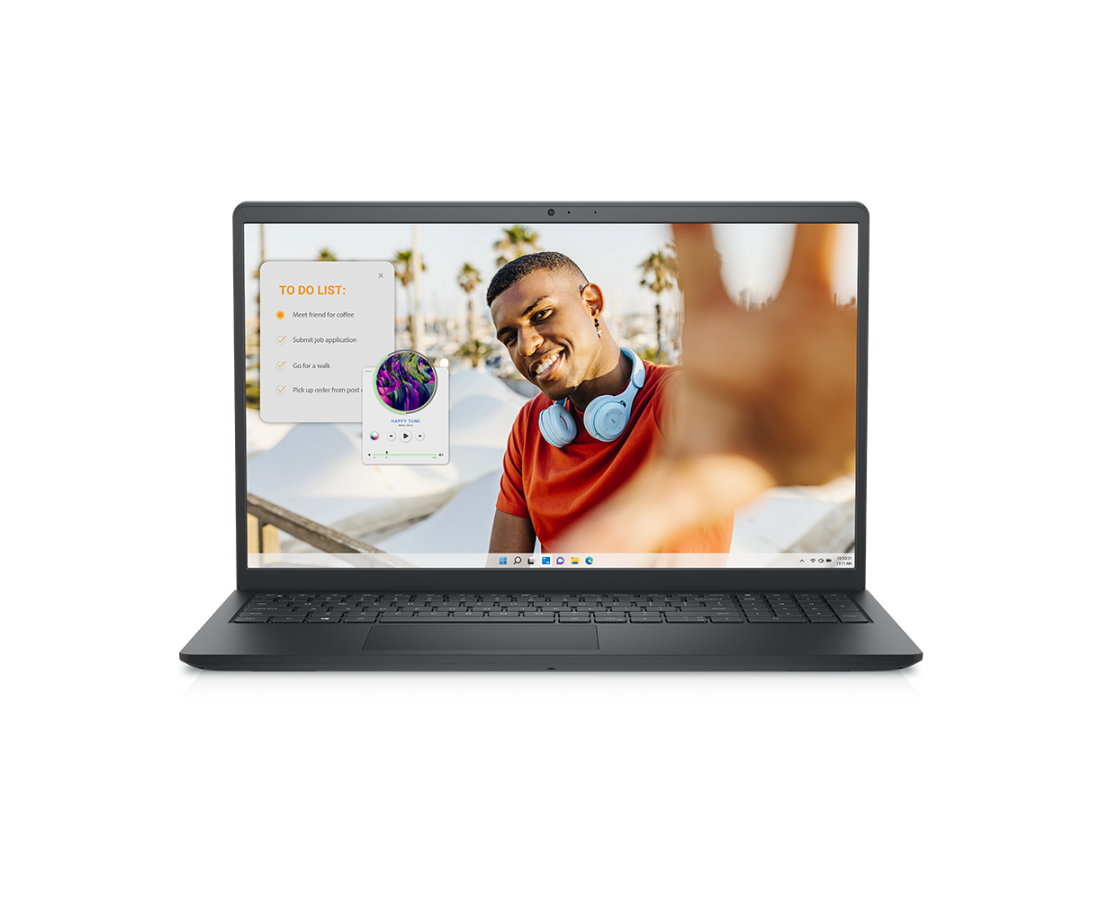 TO DO LIST:
Meet friend for coffee
Submit job application
Go for a walk
Pick up order from post
HAPPY TUNE